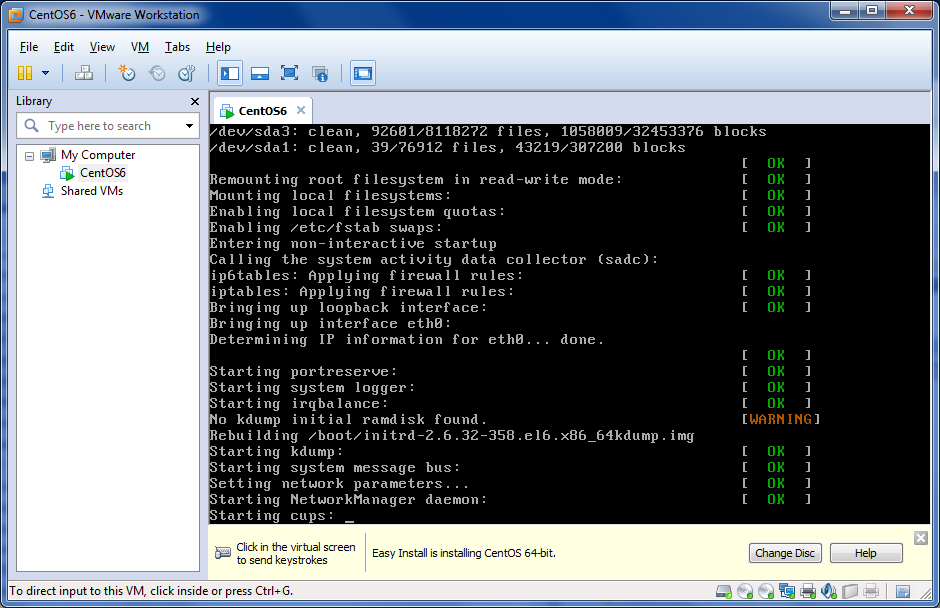 CentOS6 - VMware Workstation
File Edit View VM Tabs Help
Library
Type here to search
My Computer
CentOS6
Shared VMs
CentOS6
/dev/sda3: clean, 92601/8118272 files, 1058009/32453376 blocks
/dev/sda1: clean, 39/76912 files, 43219/307200 blocks
[ OK ]
Remounting root filesystem in read-write mode: [ OK ]
Mounting local filesystems: [ OK ]
Enabling local filesystem quotas: [ OK ]
Enabling /etc/fstab swaps: [ OK ]
Entering non-interactive startup
Calling the system activity data collector (sadc):
ip6tables: Applying firewall rules: [ OK ]
iptables: Applying firewall rules: [ OK ]
Bringing up loopback interface: [ OK ]
Bringing up interface eth0:
Determining IP information for eth0... done.
[ OK ]
Starting portreserve: [ OK ]
Starting system logger: [ OK ]
Starting irqbalance: [ OK ]
No kdump initial ramdisk found. [WARNING]
Rebuilding /boot/initrd-2.6.32-358.el6.x86_64kdump.img
Starting kdump: [ OK ]
Starting system message bus: [ OK ]
Setting network parameters... [ OK ]
Starting NetworkManager daemon: [ OK ]
Starting cups: _
Click in the virtual screen
to send keystrokes
Easy Install is installing CentOS 64-bit.
Change Disc
Help
To direct input to this VM, click inside or press Ctrl+G.